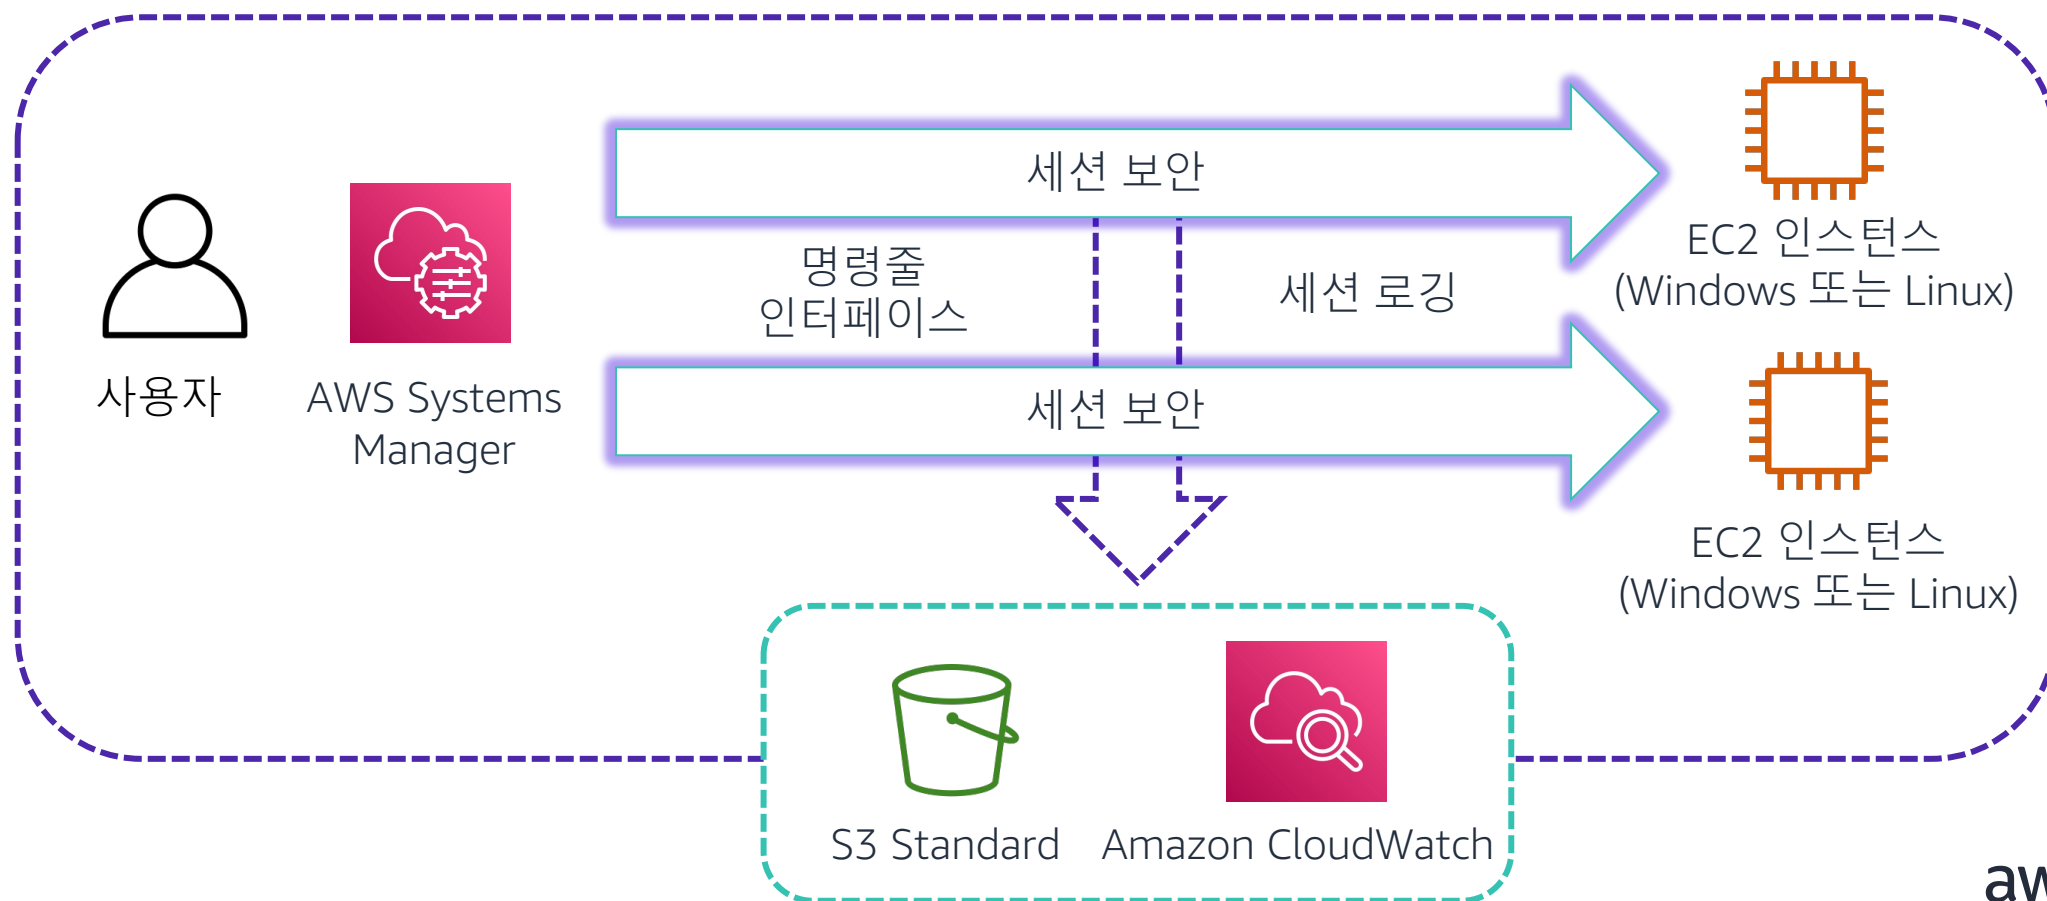 세션 보안
EC2 인스턴스
(Windows 또는 Linux)
명령줄
인터페이스
세션 로깅
사용자
AWS Systems
Manager
세션 보안
EC2 인스턴스
(Windows 또는 Linux)
S3 Standard
Amazon CloudWatch